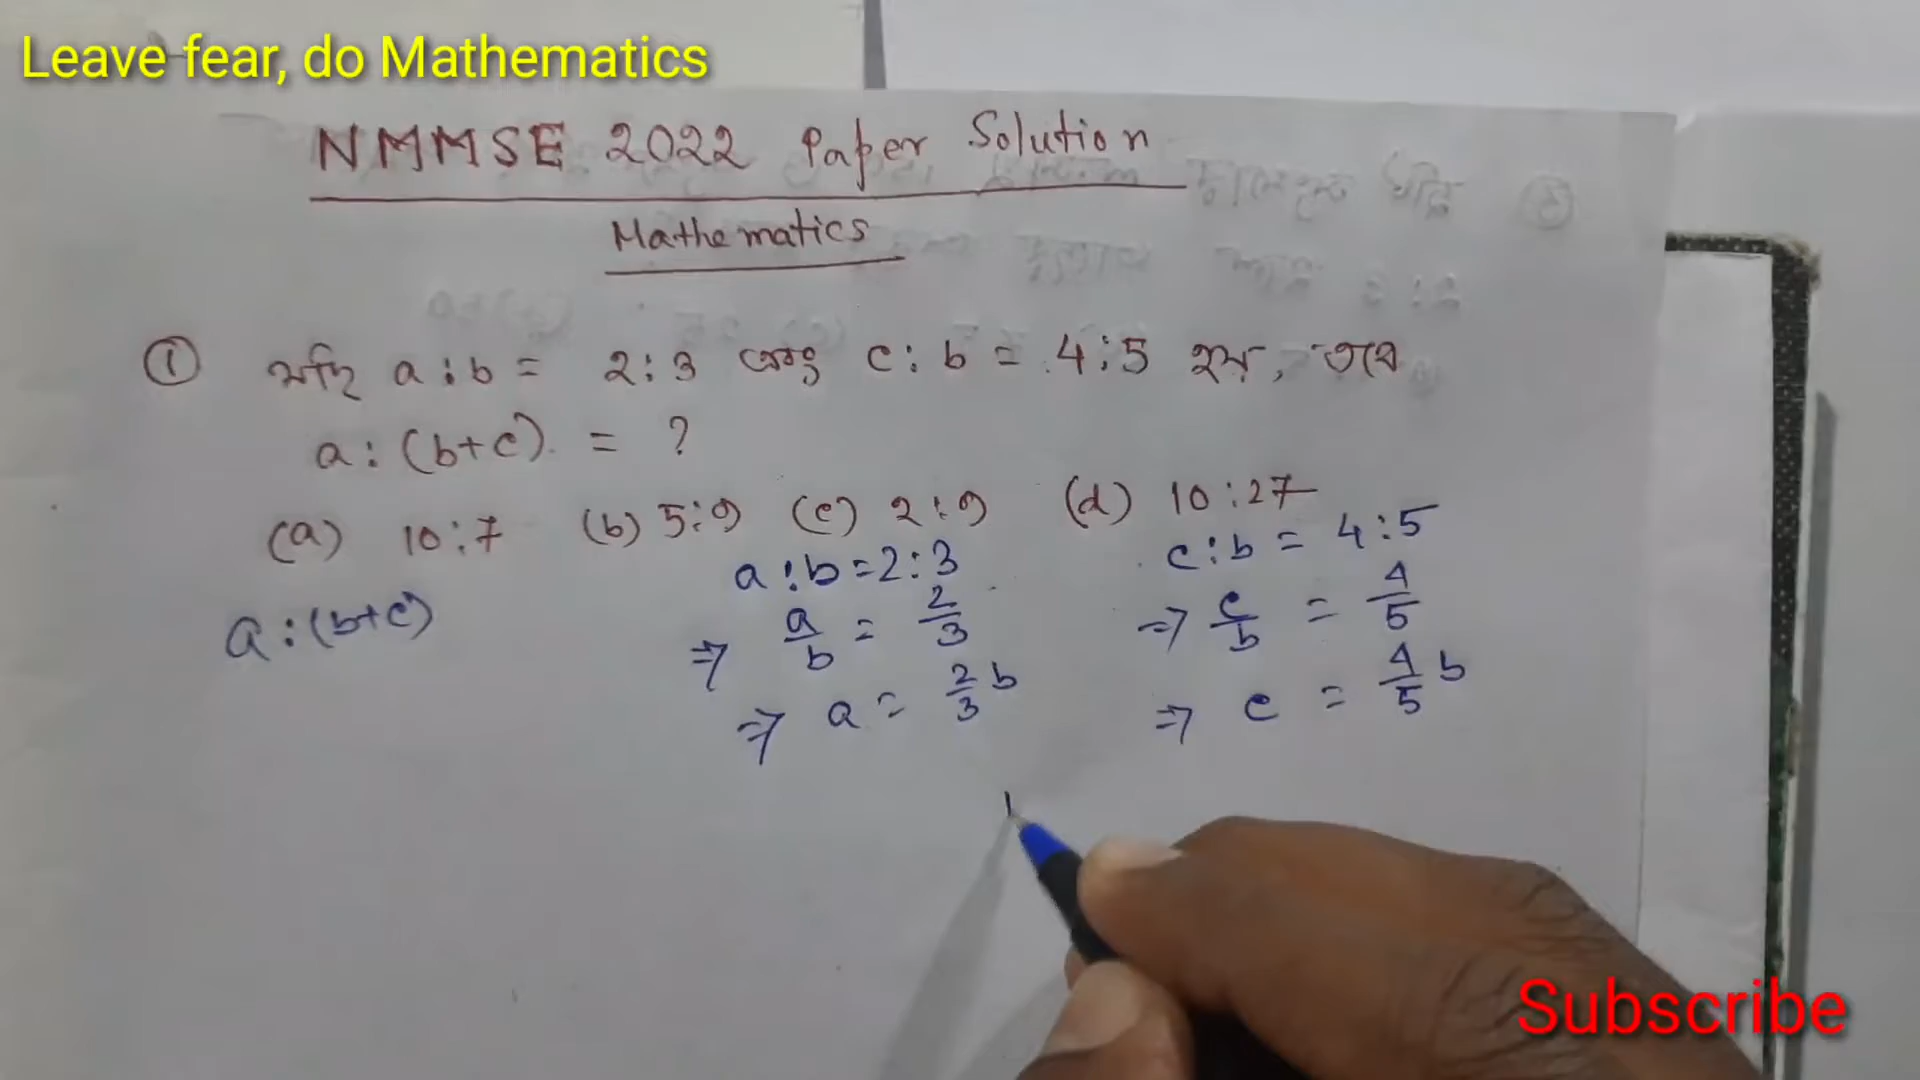 Leave fear, do Mathematics
NMMSE 2022 Paper Solution
Mathematics
① যদি a : b = 2 : 3 এবং c : b = 4 : 5 হয়, তবে
a : (b+c) = ?
(a) 10 : 7 (b) 5 : 9 (c) 2 : 9 (d) 10 : 27
a : (b+c)
a : b = 2 : 3
⇒ a/b = 2/3
⇒ a = 2/3 b
c : b = 4 : 5
⇒ c/b = 4/5
⇒ c = 4/5 b
Subscribe